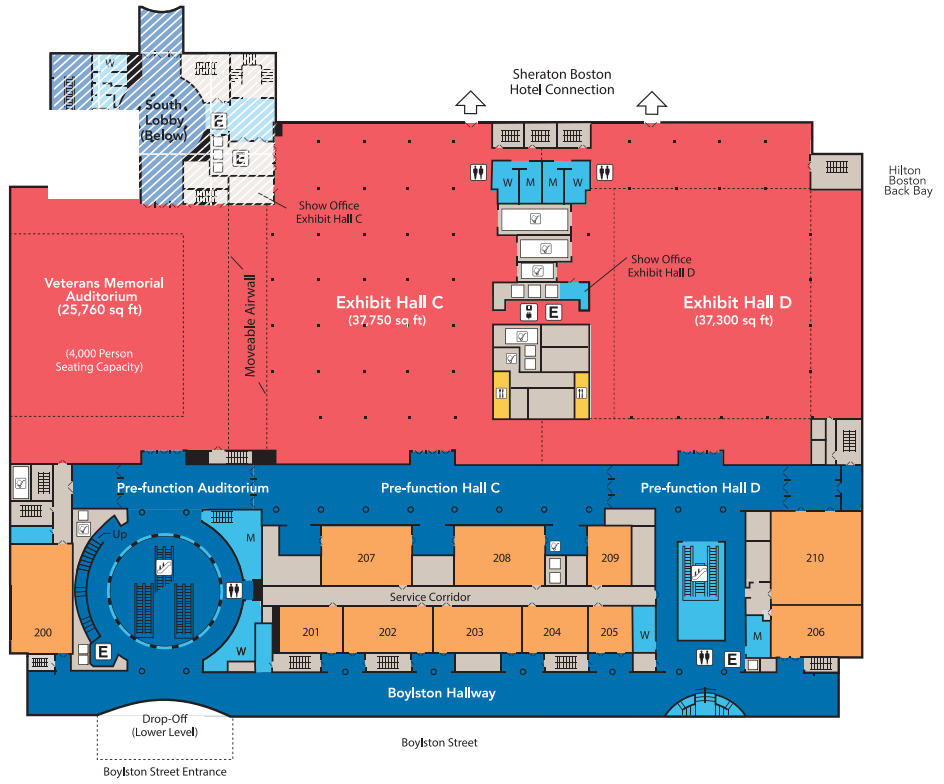 Sheraton Boston
Hotel Connection
W
South
Lobby
(Below)
E
E
W
M
M
W
Hilton
Boston
Back Bay
Show Office
Exhibit Hall C
Show Office
Exhibit Hall D
Moveable Airwall
Veterans Memorial
Auditorium
(25,760 sq ft)
(4,000 Person
Seating Capacity)
Exhibit Hall C
(37,750 sq ft)
Exhibit Hall D
(37,300 sq ft)
E
Pre-function Auditorium
Pre-function Hall C
Pre-function Hall D
Up
M
207
208
209
210
Service Corridor
200
201
202
203
204
205
W
M
206
E
W
E
Boylston Hallway
Drop-Off
(Lower Level)
Boylston Street
Boylston Street Entrance